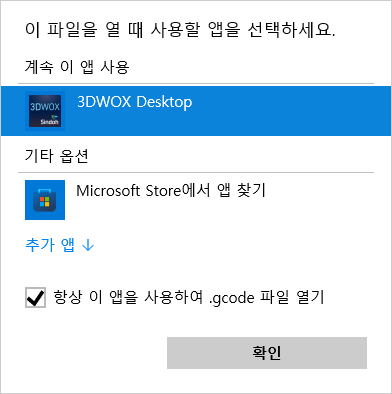 이 파일을 열 때 사용할 앱을 선택하세요.
계속 이 앱 사용
3DWOX
Sindoh
3DWOX Desktop
기타 옵션
Microsoft Store에서 앱 찾기
추가 앱 ↓
항상 이 앱을 사용하여 .gcode 파일 열기
확인